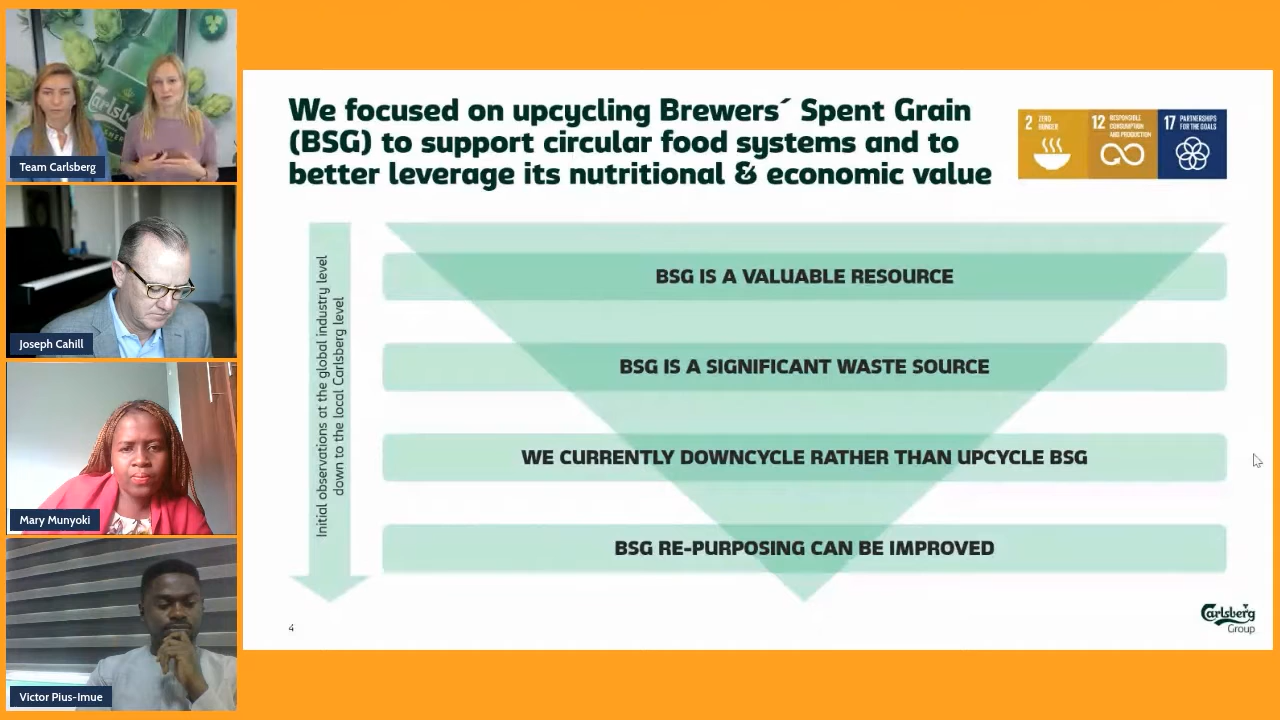 Carlsberg
Team Carlsberg
Joseph Cahill
Mary Munyoki
Victor Pius-Imue
We focused on upcycling Brewers´ Spent Grain
(BSG) to support circular food systems and to
better leverage its nutritional & economic value
2 ZERO
HUNGER
12 RESPONSIBLE
CONSUMPTION
AND PRODUCTION
17 PARTNERSHIPS
FOR THE GOALS
Initial observations at the global industry level
down to the local Carlsberg level
BSG IS A VALUABLE RESOURCE
BSG IS A SIGNIFICANT WASTE SOURCE
WE CURRENTLY DOWNCYCLE RATHER THAN UPCYCLE BSG
BSG RE-PURPOSING CAN BE IMPROVED
4
Carlsberg
Group